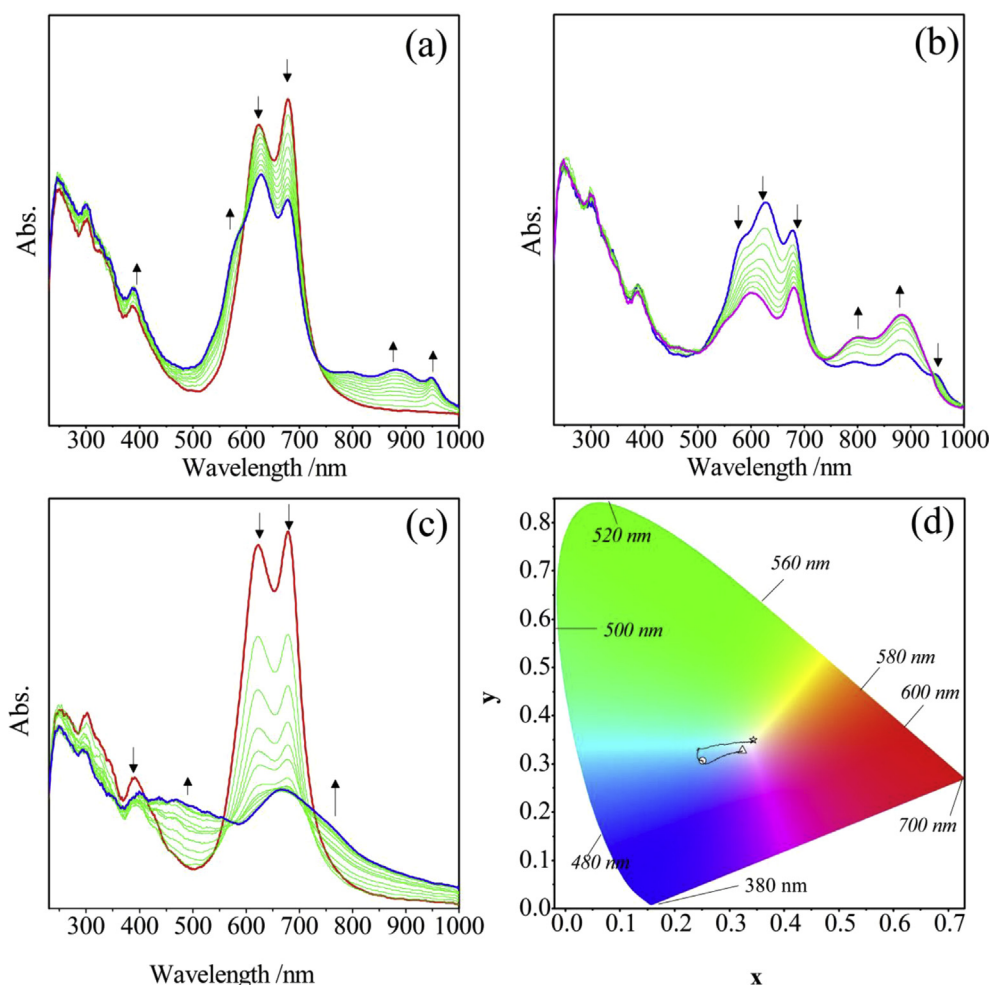 (a)
Abs.
300 400 500 600 700 800 900 1000
Wavelength /nm
(b)
Abs.
300 400 500 600 700 800 900 1000
Wavelength /nm
(c)
Abs.
300 400 500 600 700 800 900 1000
Wavelength /nm
(d)
y
0.8
0.7
0.6
0.5
0.4
0.3
0.2
0.1
0.0
520 nm
560 nm
500 nm
580 nm
600 nm
700 nm
480 nm
380 nm
0.0 0.1 0.2 0.3 0.4 0.5 0.6 0.7
x